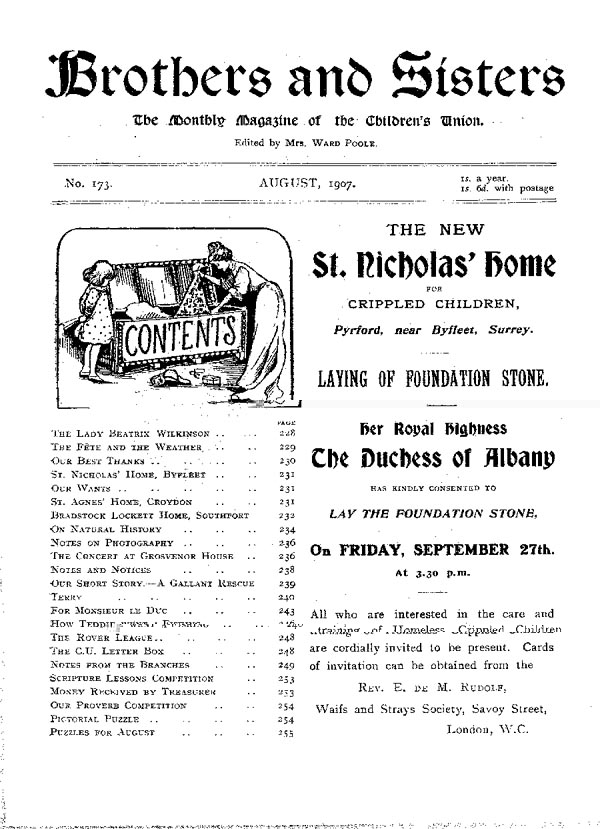 Brothers and Sisters
The Monthly Magazine of the Children's Union.
Edited by Mrs. Ward Poole.
No. 173.
AUGUST, 1907.
1s. a year.
1s. 6d. with postage
CONTENTS
PAGE
The Lady Beatrix Wilkinson .. ... 228
The Fête and the Weather .. .. 229
Our Best Thanks .. .. .. .. 230
St. Nicholas' Home, Byfleet .. .. 231
Our Wants .. .. .. .. .. 231
St. Agnes' Home, Croydon .. .. 231
Bradstock Lockett Home, Southport 232
On Natural History .. .. .. 234
Notes on Photography .. .. .. 236
The Concert at Grosvenor House .. 236
Notes and Notices .. .. .. 238
Our Short Story.—A Gallant Rescue 239
Terry .. .. .. .. .. 240
For Monsieur le Duc .. .. .. 243
How
The Rover League .. .. .. .. 248
The C.U. Letter Box .. .. .. 248
Notes from the Branches .. .. 249
Scripture Lessons Competition .. 253
Money Received by Treasurer .. 253
Our Proverb Competition .. .. 254
Pictorial Puzzle .. .. .. .. 254
Puzzles for August .. .. .. 255
THE NEW
St. Nicholas' Home
FOR
CRIPPLED CHILDREN,
Pyrford, near Byfleet, Surrey.
LAYING OF FOUNDATION STONE.
Her Royal Highness
The Duchess of Albany
HAS KINDLY CONSENTED TO
LAY THE FOUNDATION STONE,
On FRIDAY, SEPTEMBER 27th.
At 3.30 p.m.
All who are interested in the care and
training of Homeless Crippled Children
are cordially invited to be present. Cards
of invitation can be obtained from the
Rev. E. de M. Rudolf,
Waifs and Strays Society, Savoy Street,
London, W.C.